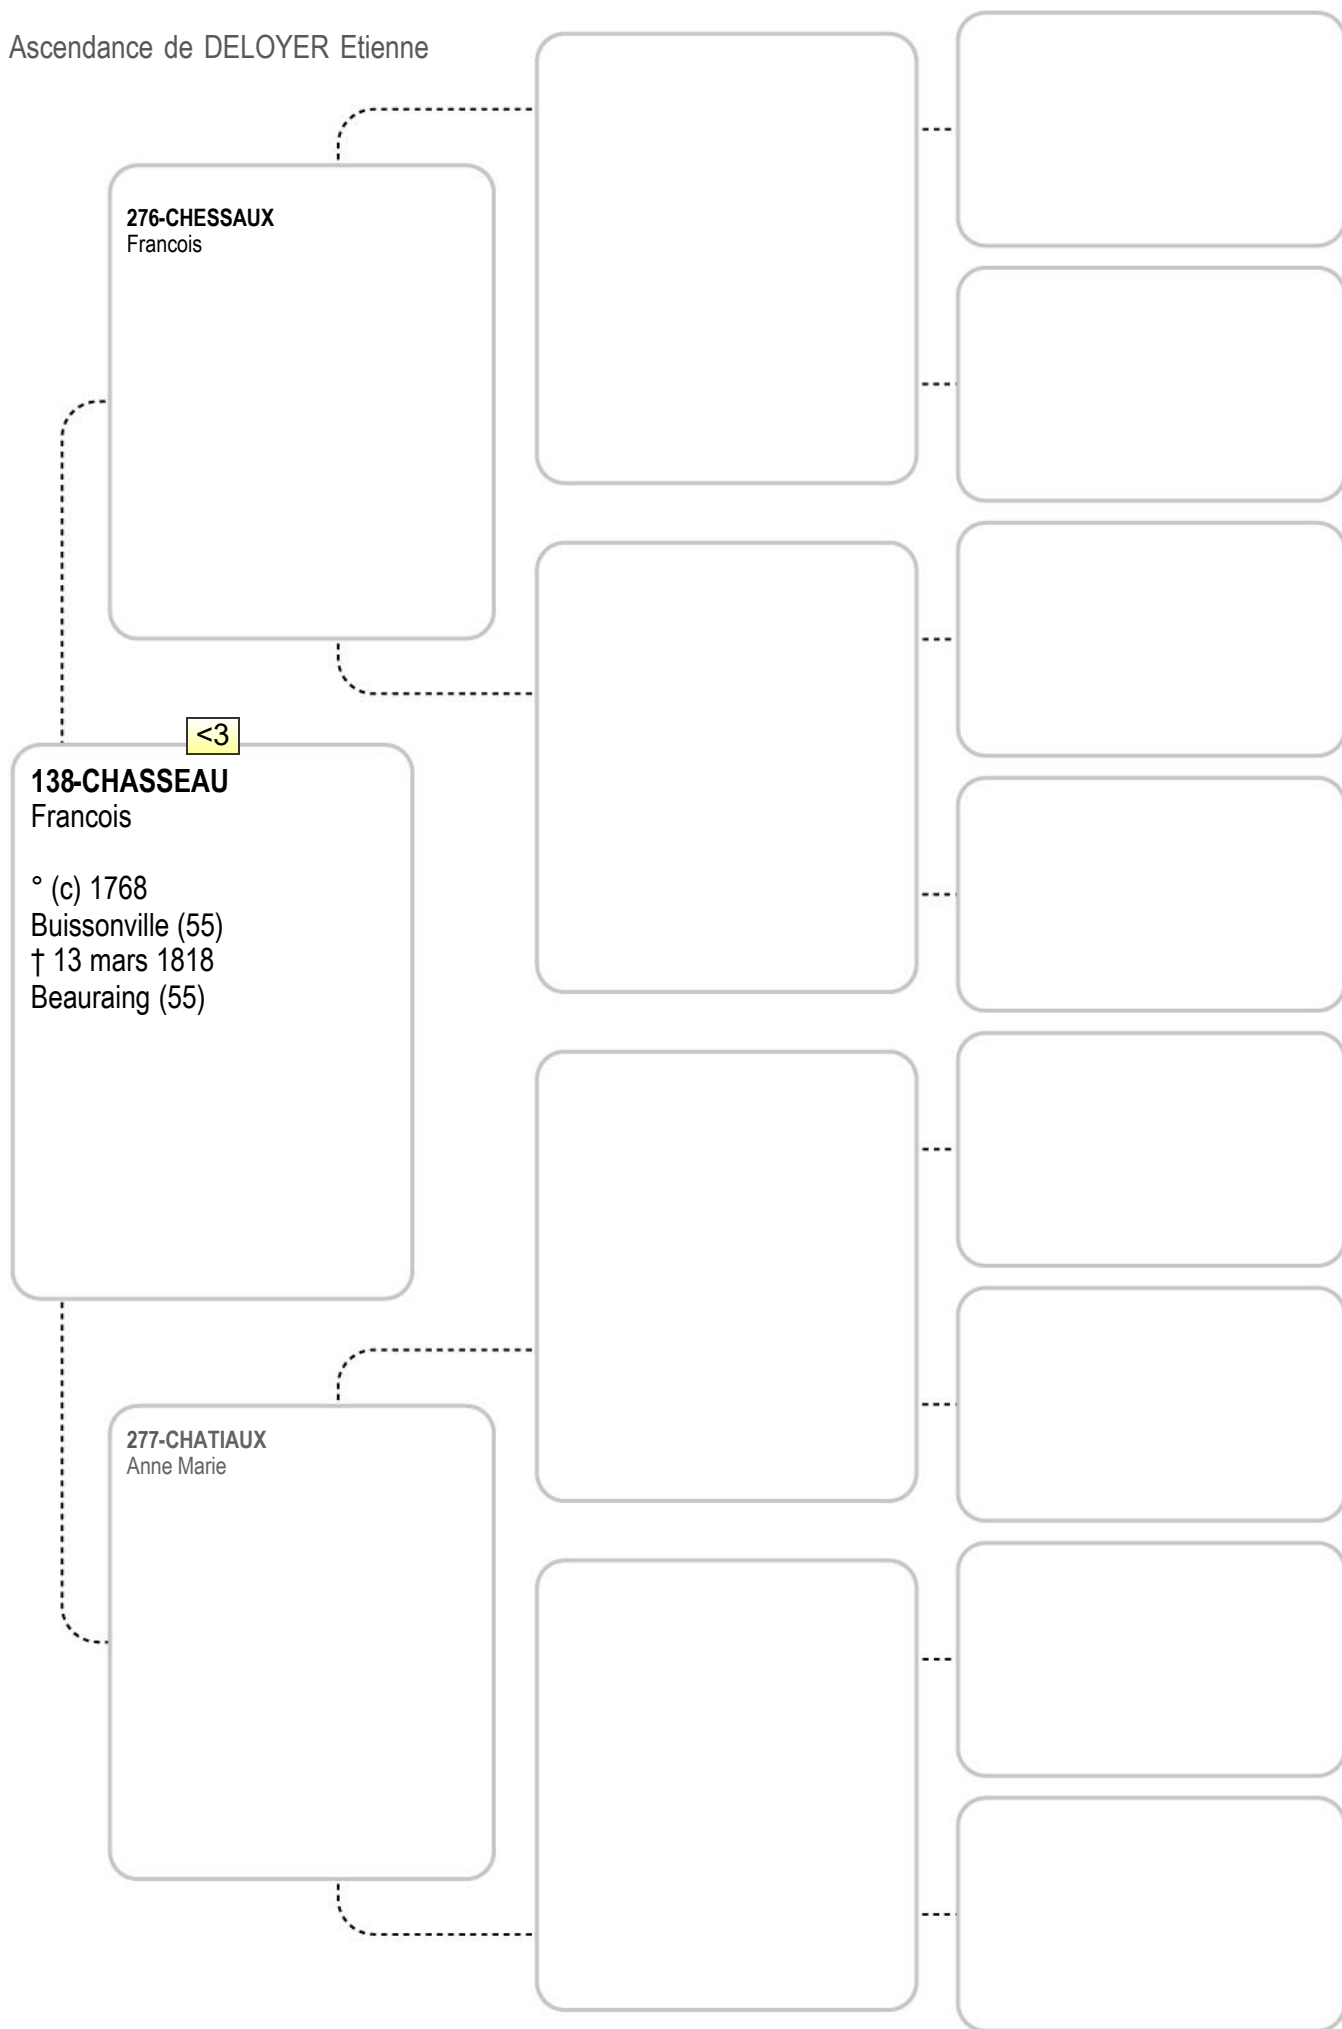 Ascendance de DELOYER Etienne
276-CHESSAUX
Francois
<3
138-CHASSEAU
Francois
° (c) 1768
Buissonville (55)
† 13 mars 1818
Beauraing (55)
277-CHATIAUX
Anne Marie